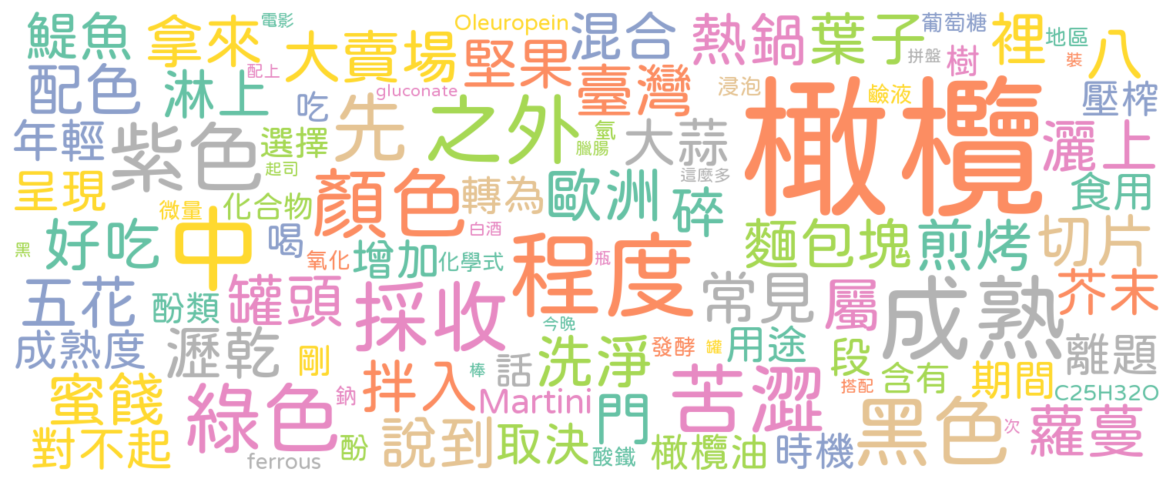 鯷魚
拿來
電影
大賣場
配上
Oleuropein
堅果
混合
熱鍋
葉子
葡萄糖
拼盤
樹
裡
地區
裝
八
配色
淋上
吃
gluconate
臺灣
浸泡
鹼液
壓榨
年輕
紫色
選擇
起司
先
之外
氫
臘腸
大蒜
這麼多
橄欖
灑上
呈現
微量
化合物
顏色
轉為
白酒
歐洲
碎
食用
黑
好吃
中
喝
氧化
增加
化學式
程度
瓶
麵包塊
煎烤
切片
五花
酚類
罐頭
採收
今晚
常見
屬
成熟
芥末
成熟度
瀝乾
剛
棒
話
洗淨
發酵
罐
用途
段
含有
期間
離題
蜜餞
綠色
鈉
拌入
Martini
門
苦澀
搭配
黑色
次
C25H32O
蘿蔓
對不起
ferrous
酚
說到
取決
酸鐵
橄欖油
時機